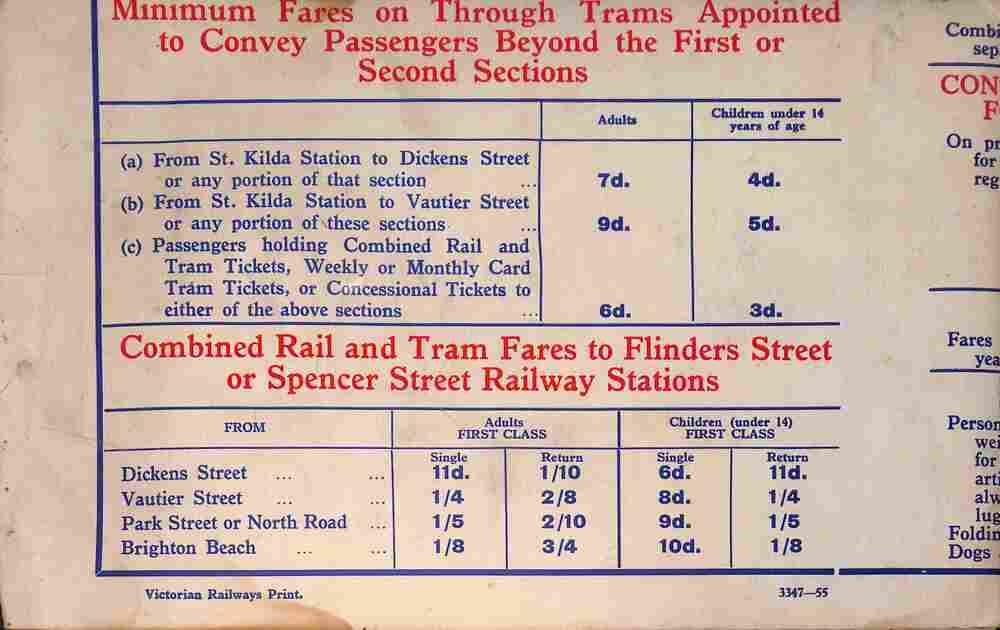 Minimum Fares on Through Trams Appointed
to Convey Passengers Beyond the First or
Second Sections
Adults
Children under 14
years of age
(a) From St. Kilda Station to Dickens Street
or any portion of that section ... 7d. 4d.
(b) From St. Kilda Station to Vautier Street
or any portion of these sections ... 9d. 5d.
(c) Passengers holding Combined Rail and
Tram Tickets, Weekly or Monthly Card
Tram Tickets, or Concessional Tickets to
either of the above sections ... 6d. 3d.
Combined Rail and Tram Fares to Flinders Street
or Spencer Street Railway Stations
FROM
Adults
FIRST CLASS
Children (under 14)
FIRST CLASS
Single Return Single Return
Dickens Street ... ... 11d. 1/10 6d. 11d.
Vautier Street ... ... 1/4 2/8 8d. 1/4
Park Street or North Road ... 1/5 2/10 9d. 1/5
Brighton Beach ... ... 1/8 3/4 10d. 1/8
Victorian Railways Print.
3347—55
Combi
sep
CON
F
On pr
for
reg
Fares
yea
Person
wei
for
arti
alw
lug
Foldin
Dogs